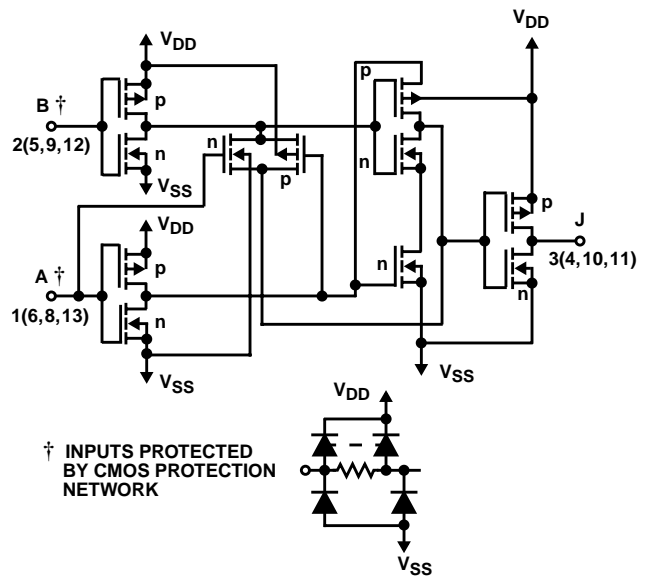 VDD
VDD
p
p
B †
2(5,9,12)
n
n
n
p
VSS
VDD
p
J
p
n
3(4,10,11)
A †
n
n
1(6,8,13)
VSS
VSS
VDD
† INPUTS PROTECTED
BY CMOS PROTECTION
NETWORK
VSS